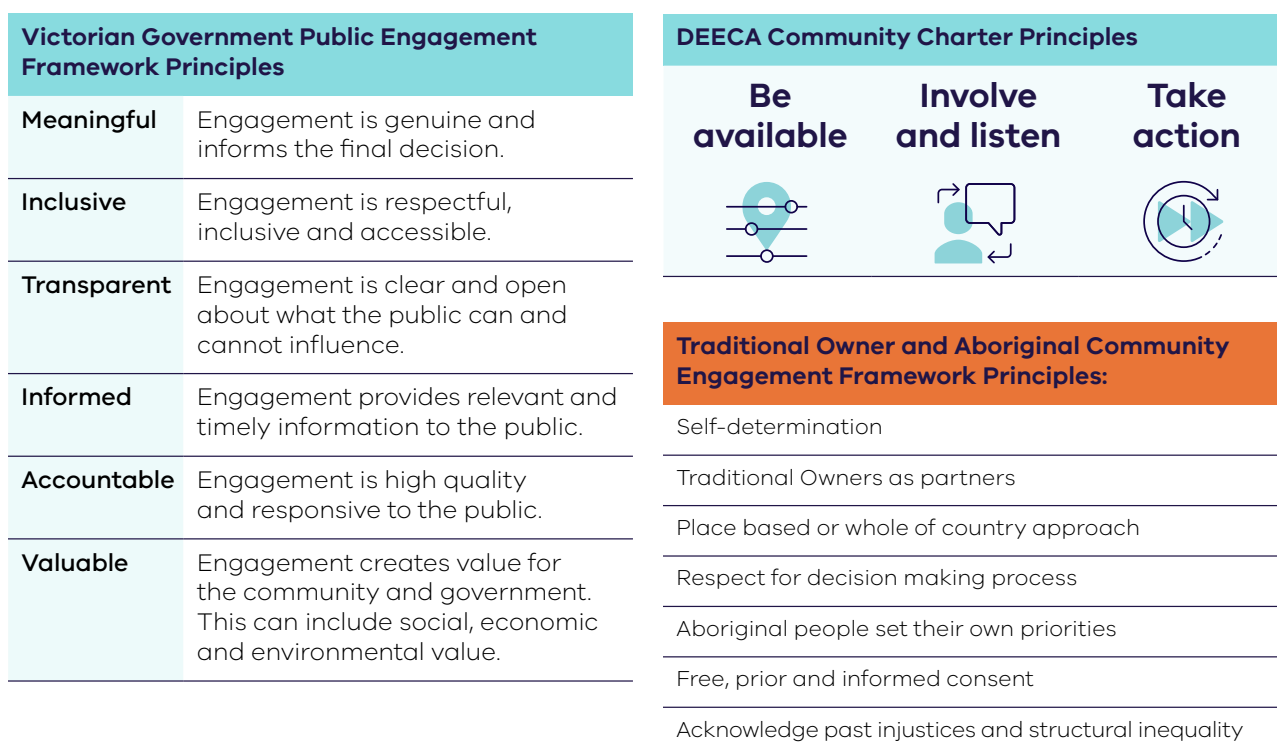 Victorian Government Public Engagement
Framework Principles
Meaningful
Engagement is genuine and
informs the final decision.
Inclusive
Engagement is respectful,
inclusive and accessible.
Transparent
Engagement is clear and open
about what the public can and
cannot influence.
Informed
Engagement provides relevant and
timely information to the public.
Accountable
Engagement is high quality
and responsive to the public.
Valuable
Engagement creates value for
the community and government.
This can include social, economic
and environmental value.
DEECA Community Charter Principles
Be
available
Involve
and listen
Take
action
Traditional Owner and Aboriginal Community
Engagement Framework Principles:
Self-determination
Traditional Owners as partners
Place based or whole of country approach
Respect for decision making process
Aboriginal people set their own priorities
Free, prior and informed consent
Acknowledge past injustices and structural inequality